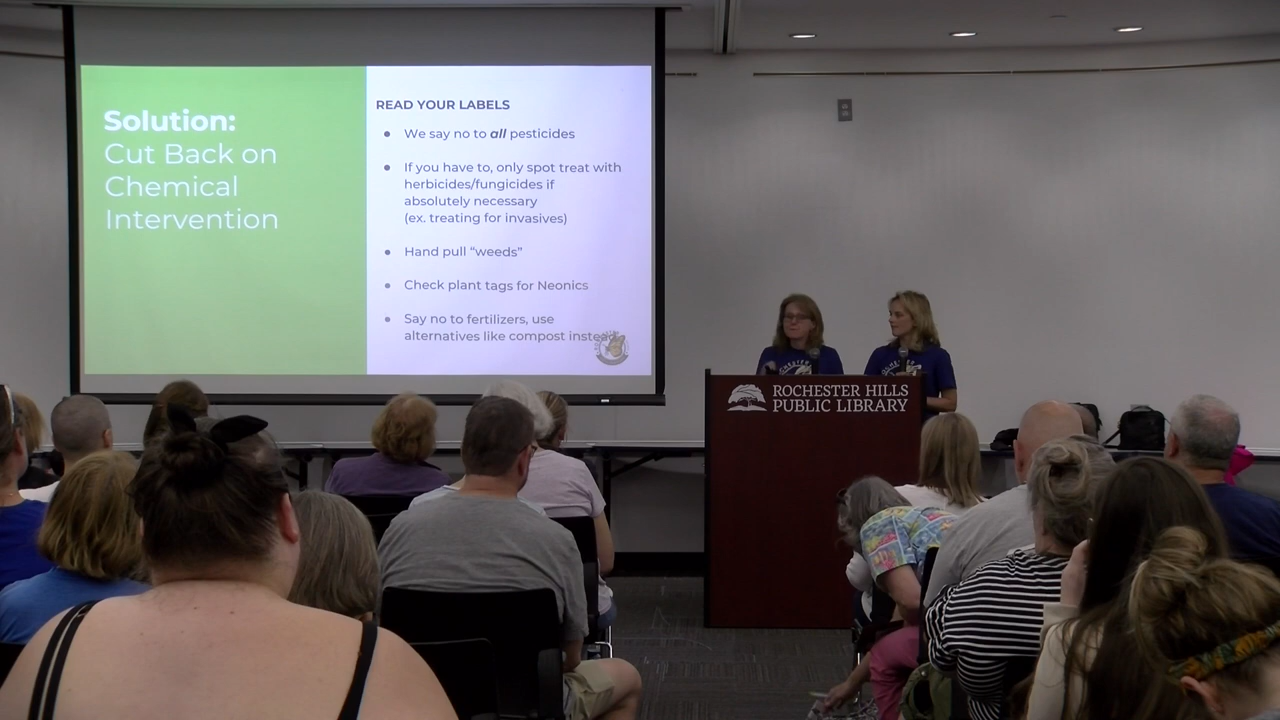 Solution:
Cut Back on
Chemical
Intervention
READ YOUR LABELS
● We say no to all pesticides
● If you have to, only spot treat with
herbicides/fungicides if
absolutely necessary
(ex. treating for invasives)
● Hand pull “weeds”
● Check plant tags for Neonics
● Say no to fertilizers, use
alternatives like compost instead
ROCHESTER HILLS
PUBLIC LIBRARY